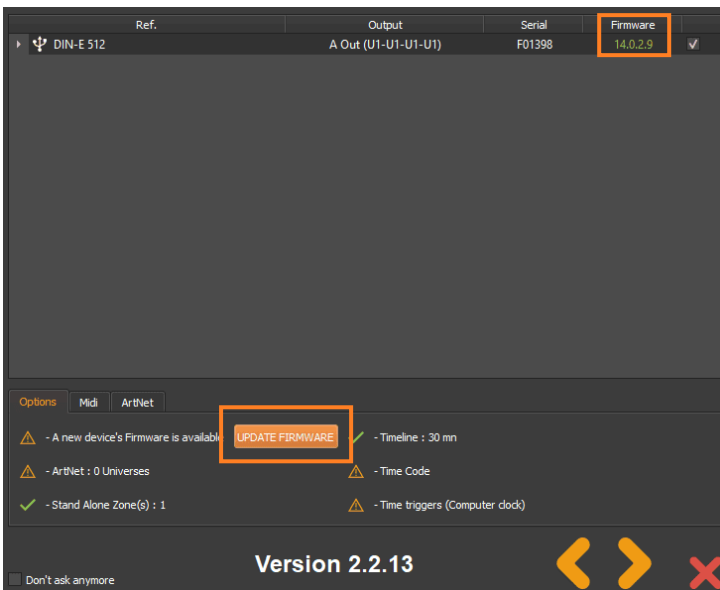 Ref. Output Serial Firmware
DIN-E 512 A Out (U1-U1-U1-U1) F01398 14.0.2.9
Options Midi ArtNet
- A new device's Firmware is available UPDATE FIRMWARE - Timeline : 30 mn
- ArtNet : 0 Universes - Time Code
- Stand Alone Zone(s) : 1 - Time triggers (Computer clock)
Version 2.2.13
Don't ask anymore